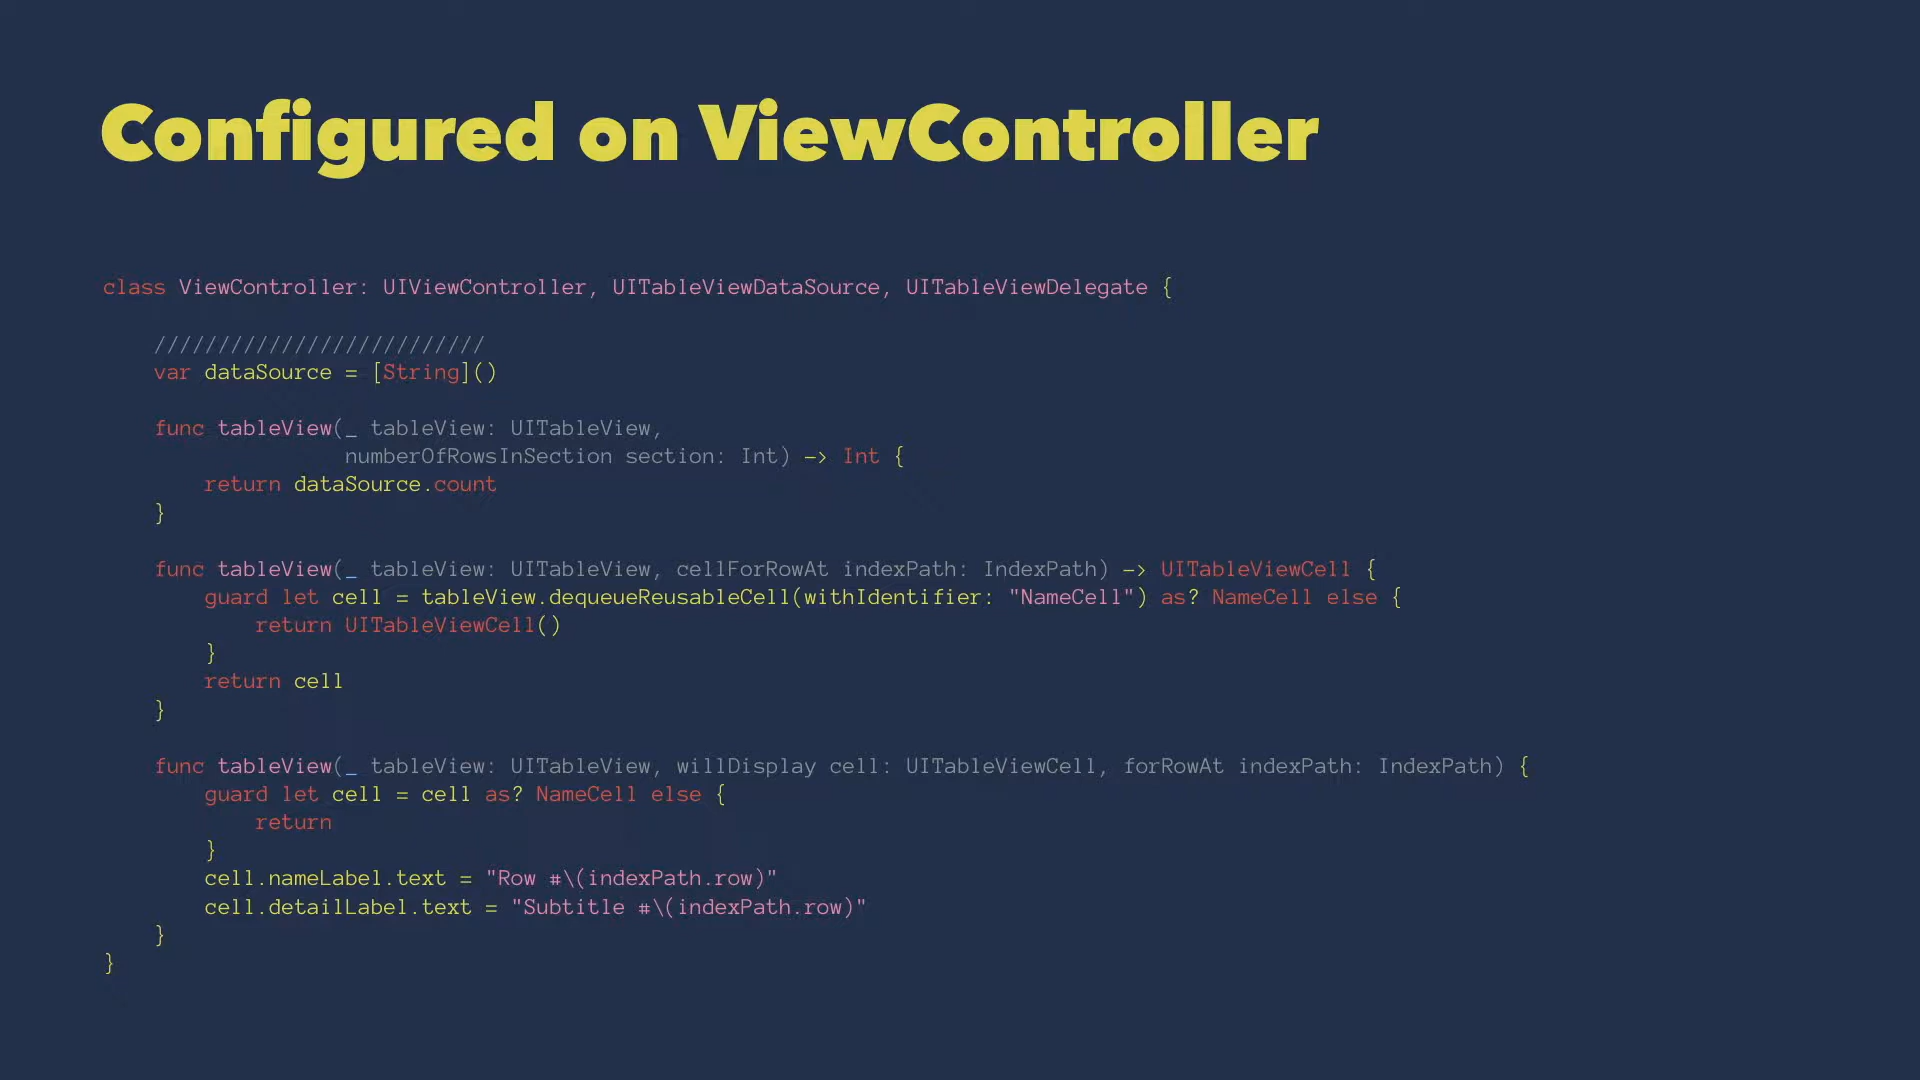 Configured on ViewController
class ViewController: UIViewController, UITableViewDataSource, UITableViewDelegate {
//////////////////////////
var dataSource = [String]()
func tableView(_ tableView: UITableView,
numberOfRowsInSection section: Int) -> Int {
return dataSource.count
}
func tableView(_ tableView: UITableView, cellForRowAt indexPath: IndexPath) -> UITableViewCell {
guard let cell = tableView.dequeueReusableCell(withIdentifier: "NameCell") as? NameCell else {
return UITableViewCell()
}
return cell
}
func tableView(_ tableView: UITableView, willDisplay cell: UITableViewCell, forRowAt indexPath: IndexPath) {
guard let cell = cell as? NameCell else {
return
}
cell.nameLabel.text = "Row #\(indexPath.row)"
cell.detailLabel.text = "Subtitle #\(indexPath.row)"
}
}